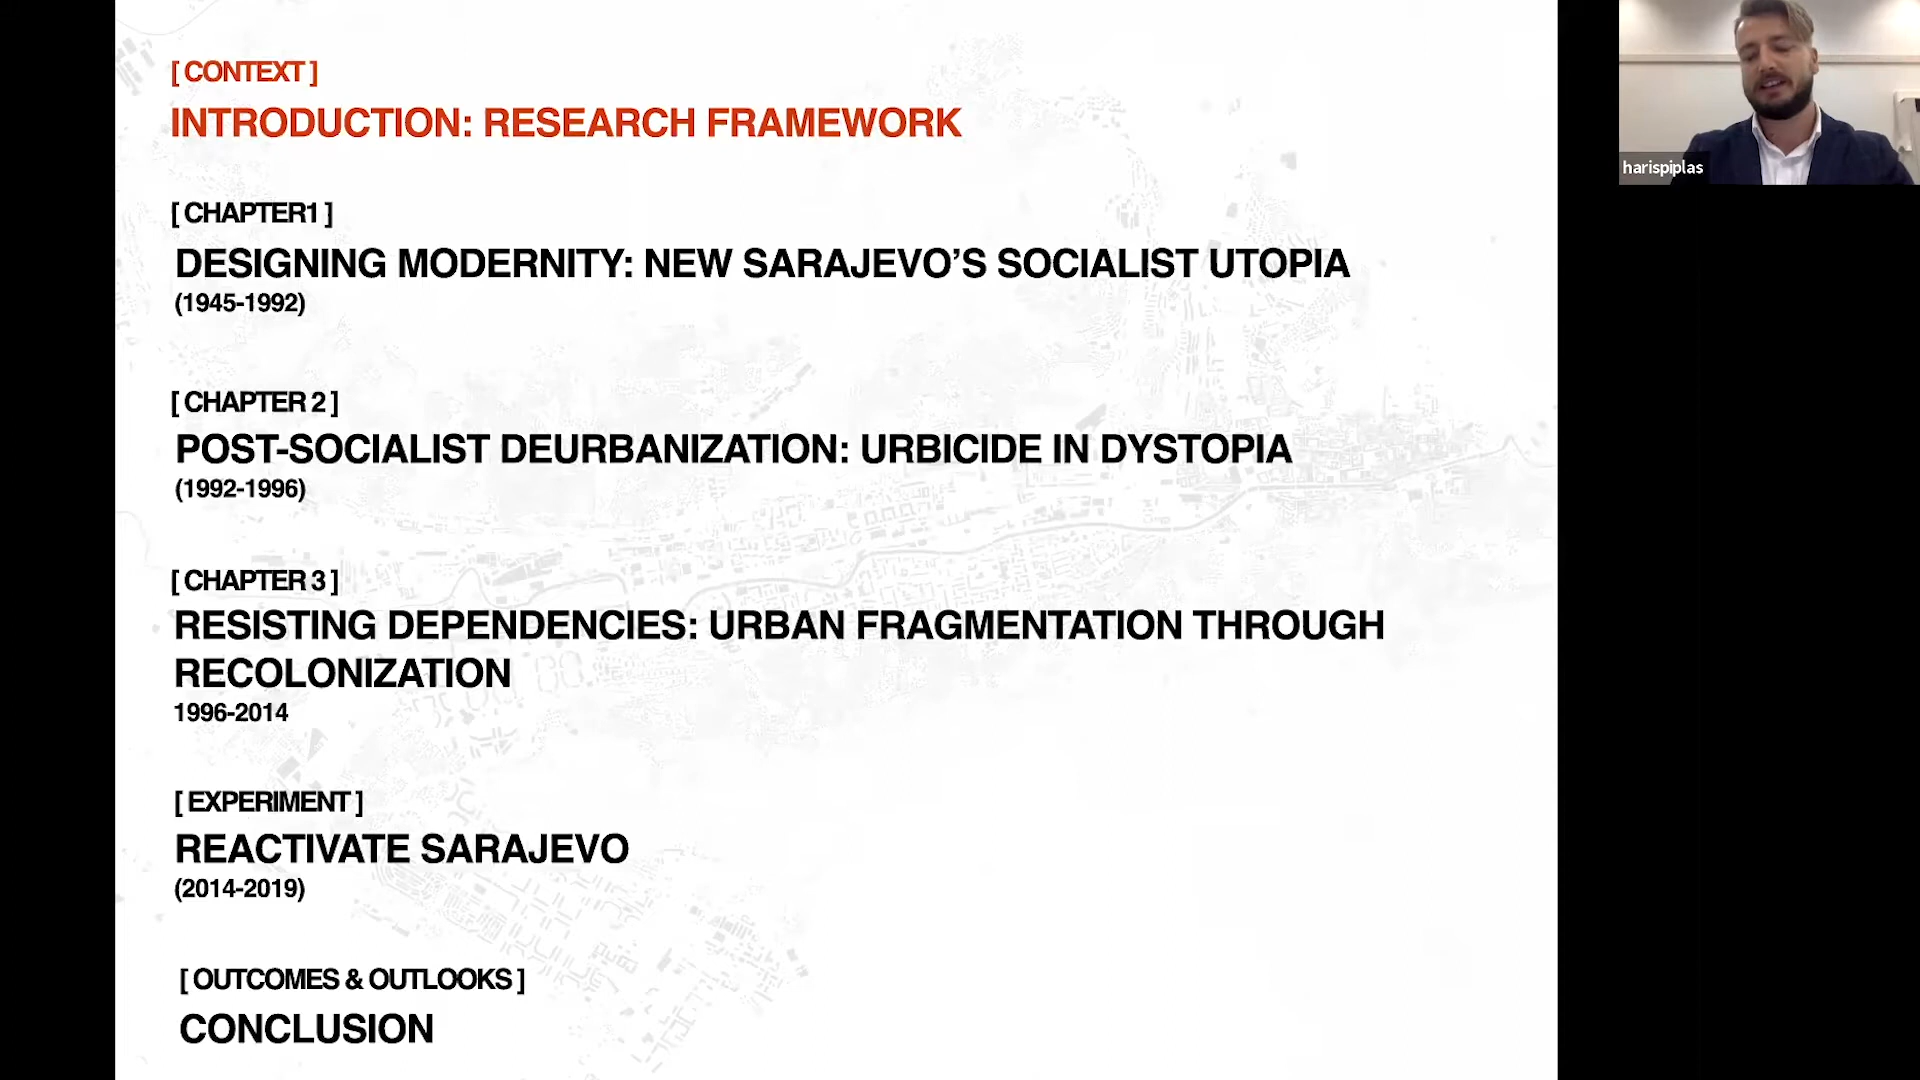 [ CONTEXT ]
INTRODUCTION: RESEARCH FRAMEWORK
[ CHAPTER1 ]
DESIGNING MODERNITY: NEW SARAJEVO’S SOCIALIST UTOPIA
(1945-1992)
[ CHAPTER 2 ]
POST-SOCIALIST DEURBANIZATION: URBICIDE IN DYSTOPIA
(1992-1996)
[ CHAPTER 3 ]
RESISTING DEPENDENCIES: URBAN FRAGMENTATION THROUGH
RECOLONIZATION
1996-2014
[ EXPERIMENT ]
REACTIVATE SARAJEVO
(2014-2019)
[ OUTCOMES & OUTLOOKS ]
CONCLUSION
harispiplas